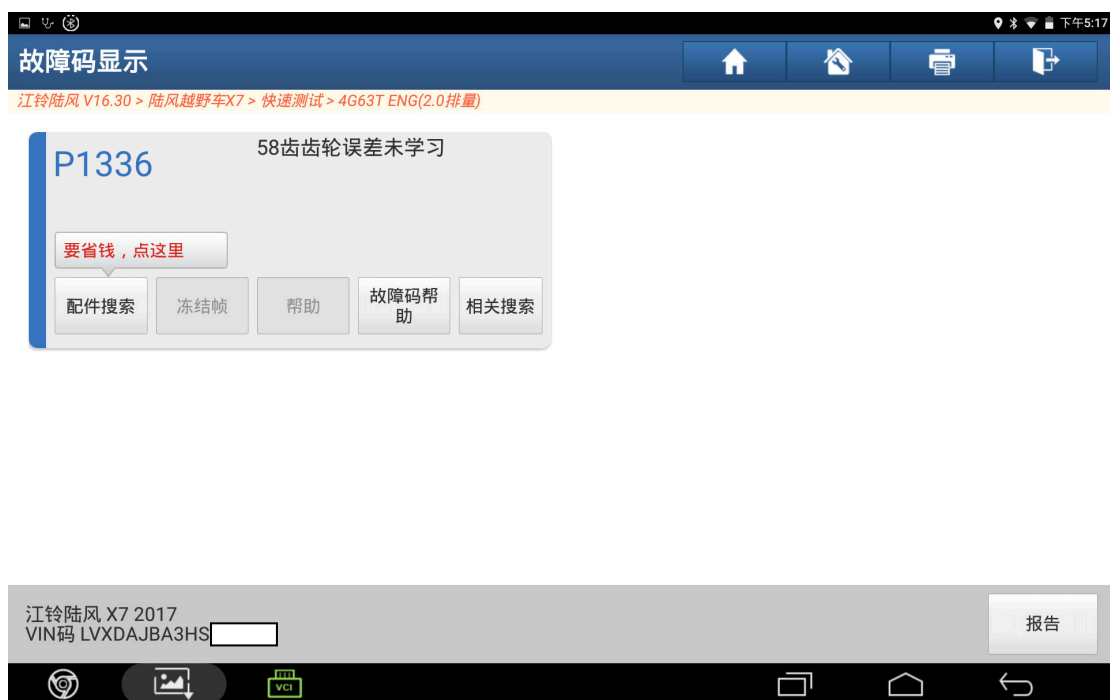 下午5:17
故障码显示
江铃陆风 V16.30 > 陆风越野车X7 > 快速测试 > 4G63T ENG(2.0排量)
P1336
58齿齿轮误差未学习
要省钱，点这里
配件搜索
冻结帧
帮助
故障码帮
助
相关搜索
江铃陆风 X7 2017
VIN码 LVXDAJBA3HS
报告
VCI